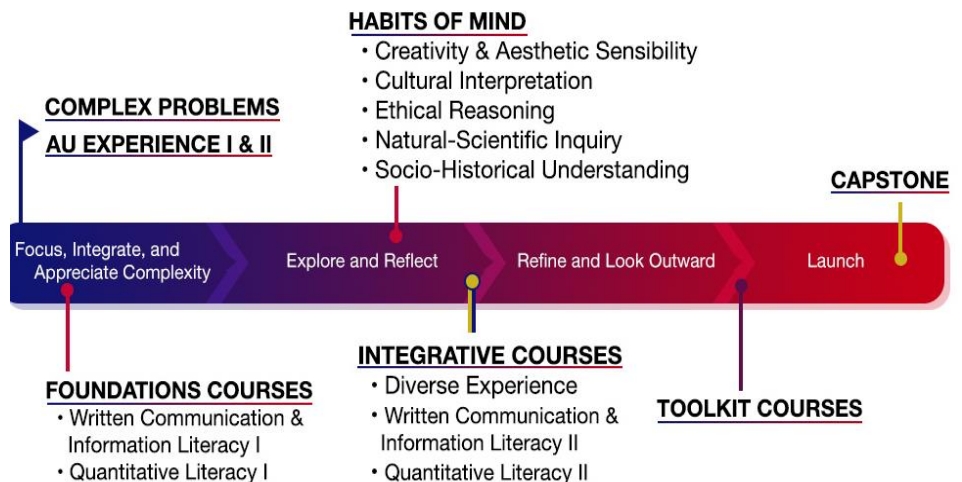 HABITS OF MIND
• Creativity & Aesthetic Sensibility
• Cultural Interpretation
• Ethical Reasoning
• Natural-Scientific Inquiry
• Socio-Historical Understanding
COMPLEX PROBLEMS
AU EXPERIENCE I & II
CAPSTONE
Focus, Integrate, and
Appreciate Complexity
Explore and Reflect
Refine and Look Outward
Launch
FOUNDATIONS COURSES
• Written Communication &
Information Literacy I
• Quantitative Literacy I
INTEGRATIVE COURSES
• Diverse Experience
• Written Communication &
Information Literacy II
• Quantitative Literacy II
TOOLKIT COURSES